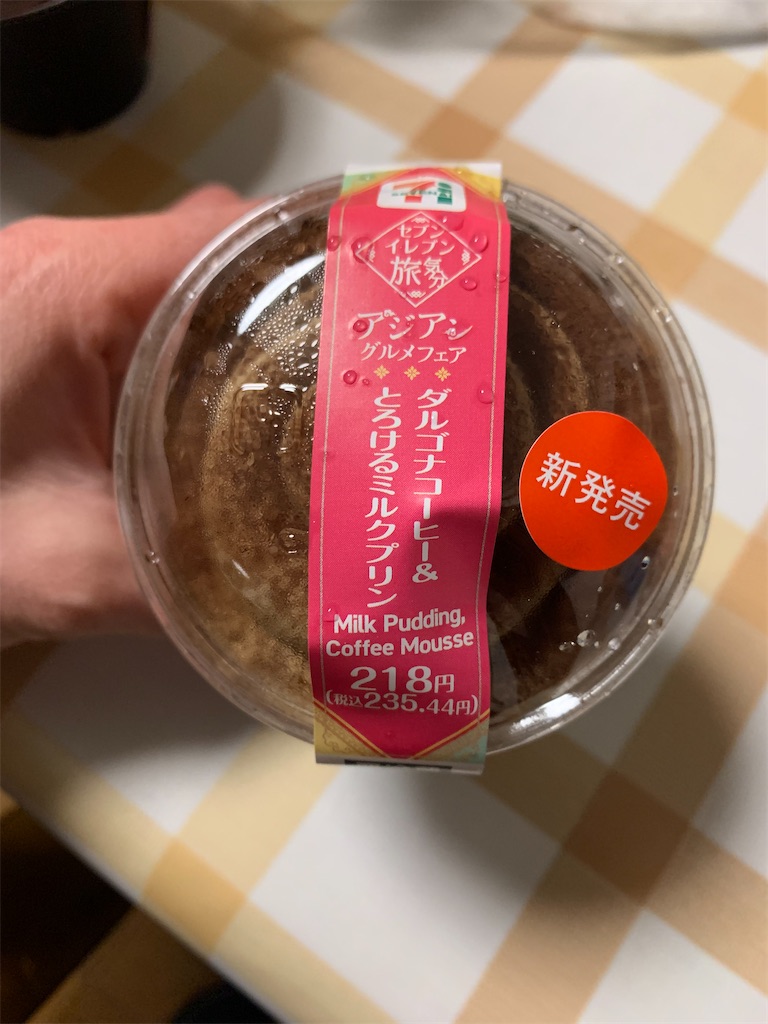 セブン
イレブン
旅気分
アジアン
グルメフェア
ダルゴナコーヒー&
とろけるミルクプリン
Milk Pudding,
Coffee Mousse
218円
(税込235.44円)
新発売